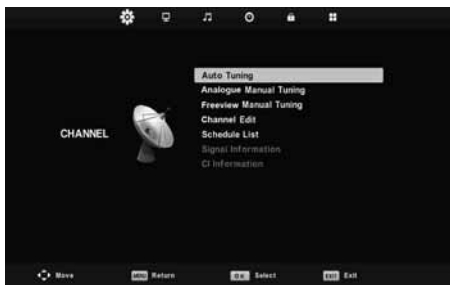 Auto Tuning
Analogue Manual Tuning
Freeview Manual Tuning
Channel Edit
CHANNEL
Schedule List
Signal Information
CI Information
Move
MENU Return
OK Select
EXIT Exit